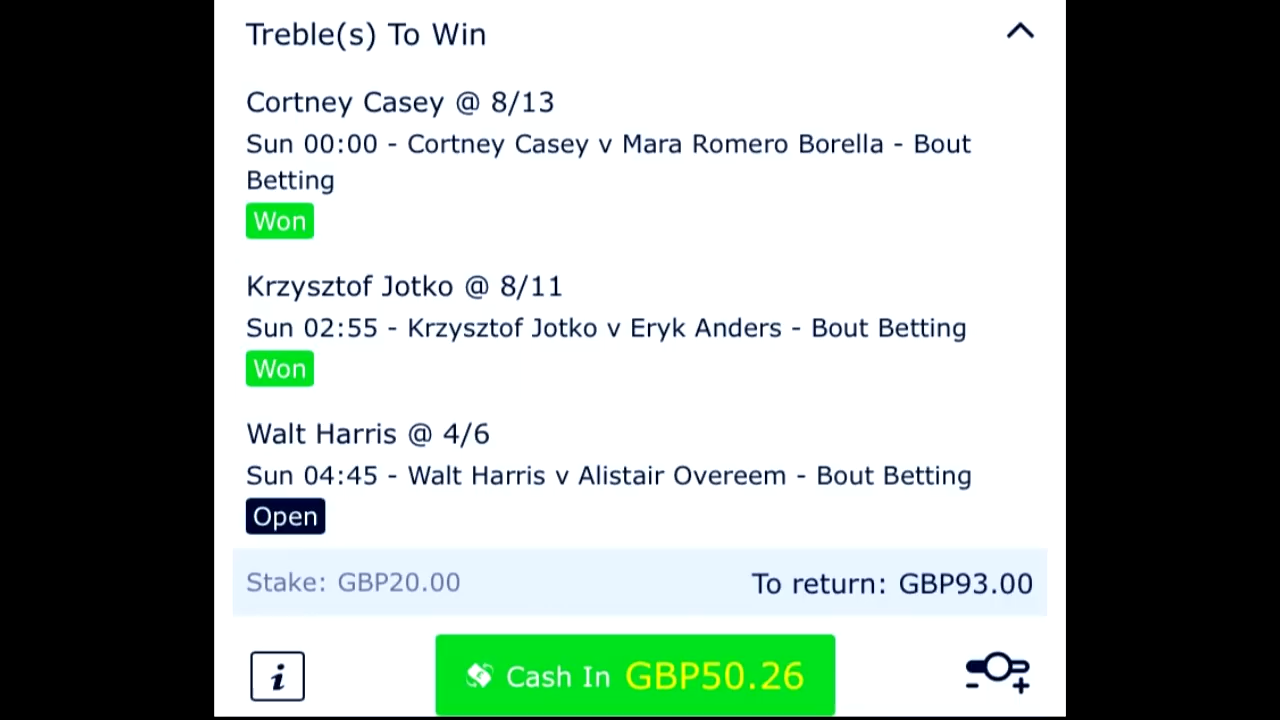 Treble(s) To Win
Cortney Casey @ 8/13
Sun 00:00 - Cortney Casey v Mara Romero Borella - Bout
Betting
Won
Krzysztof Jotko @ 8/11
Sun 02:55 - Krzysztof Jotko v Eryk Anders - Bout Betting
Won
Walt Harris @ 4/6
Sun 04:45 - Walt Harris v Alistair Overeem - Bout Betting
Open
Stake: GBP20.00 To return: GBP93.00
i Cash In GBP50.26